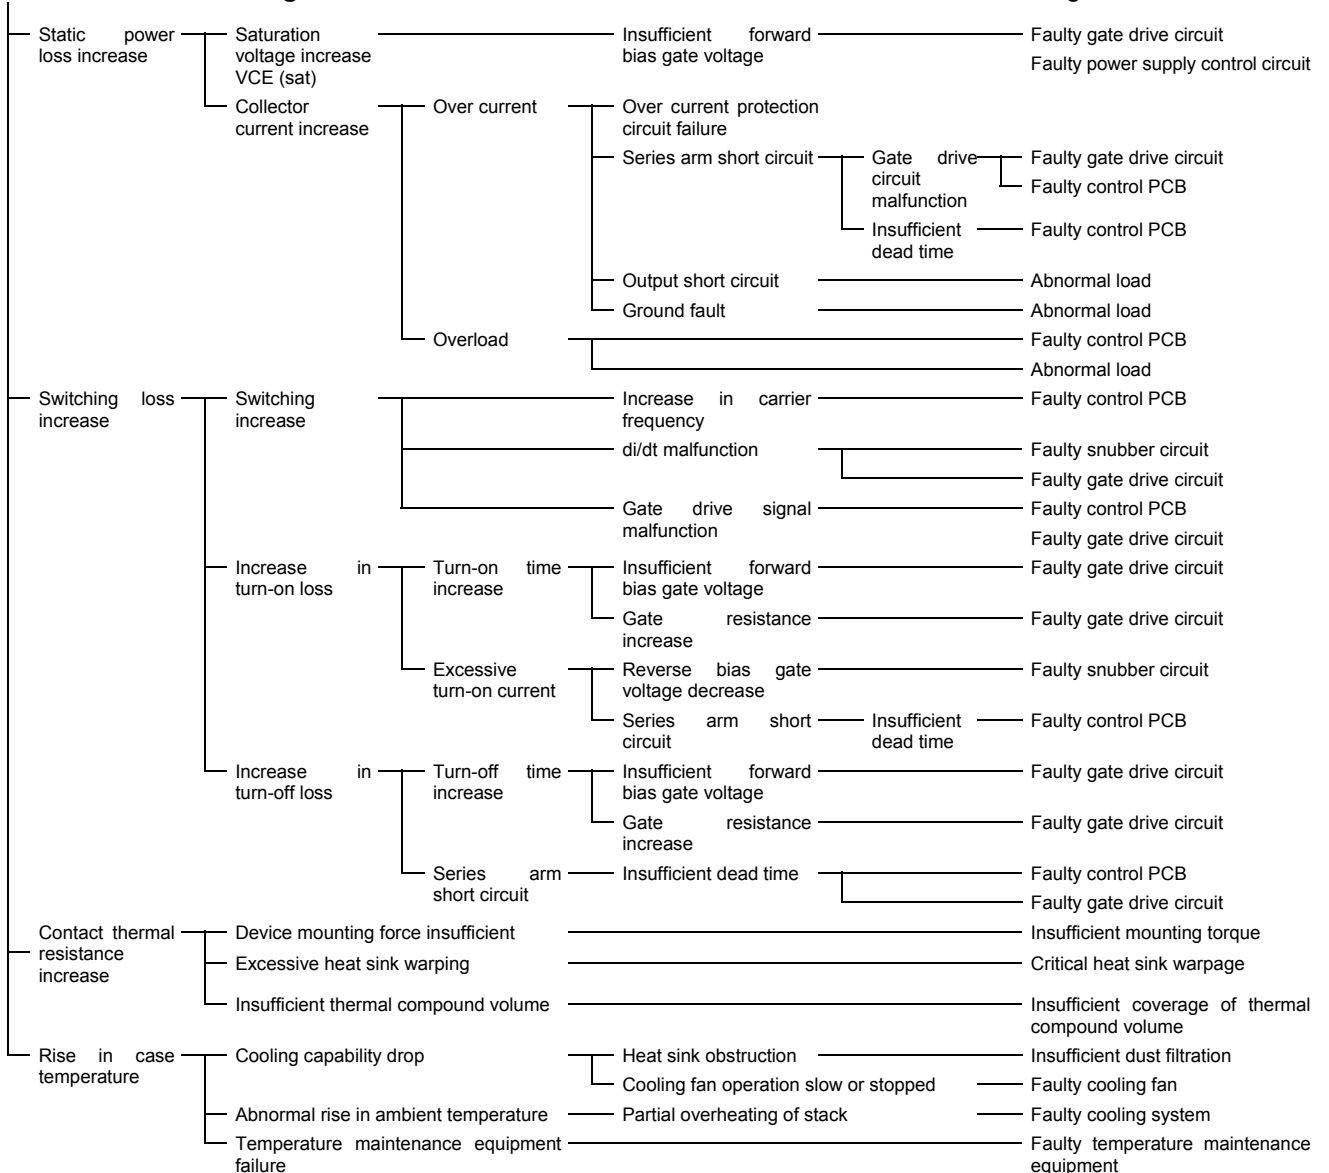 Static power Saturation Insufficient forward Faulty gate drive circuit
loss increase voltage increase bias gate voltage Faulty power supply control circuit
VCE (sat)
Collector Over current Over current protection
current increase circuit failure
Series arm short circuit Gate drive Faulty gate drive circuit
circuit Faulty control PCB
malfunction
Insufficient Faulty control PCB
dead time
Output short circuit Abnormal load
Ground fault Abnormal load
Overload Faulty control PCB
Abnormal load
Switching loss Switching Increase in carrier Faulty control PCB
increase increase frequency
di/dt malfunction Faulty snubber circuit
Faulty gate drive circuit
Gate drive signal Faulty control PCB
malfunction Faulty gate drive circuit
Increase in Turn-on time Insufficient forward Faulty gate drive circuit
turn-on loss increase bias gate voltage
Gate resistance Faulty gate drive circuit
increase
Excessive Reverse bias gate Faulty snubber circuit
turn-on current voltage decrease
Series arm short Insufficient Faulty control PCB
circuit dead time
Increase in Turn-off time Insufficient forward Faulty gate drive circuit
turn-off loss increase bias gate voltage
Gate resistance Faulty gate drive circuit
increase
Series arm Insufficient dead time Faulty control PCB
short circuit
Faulty gate drive circuit
Contact thermal Device mounting force insufficient Insufficient mounting torque
resistance Excessive heat sink warping Critical heat sink warpage
increase
Insufficient thermal compound volume Insufficient coverage of thermal
compound volume
Rise in case Cooling capability drop Heat sink obstruction Insufficient dust filtration
temperature Cooling fan operation slow or stopped Faulty cooling fan
Abnormal rise in ambient temperature Partial overheating of stack Faulty cooling system
Temperature maintenance equipment Faulty temperature maintenance
failure equipment